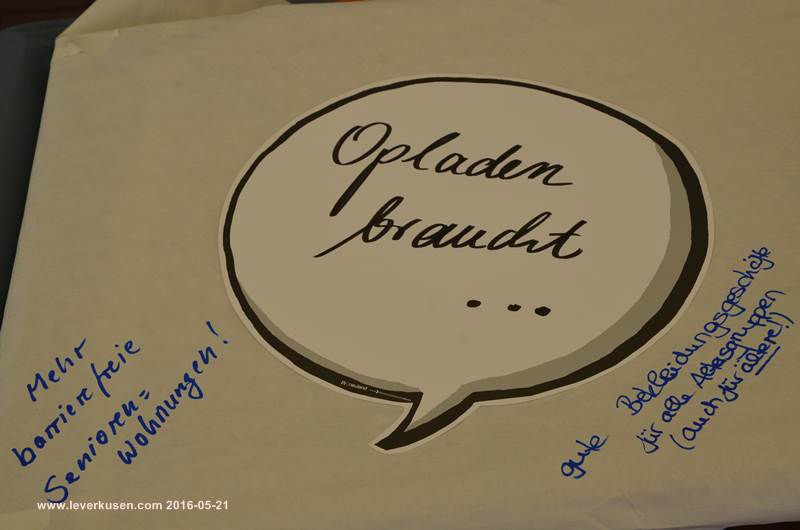 Opladen
braucht
...
Neuland
Mehr
barrierefreie
Senioren=
wohnungen!
gute Bekleidungsgeschäfte
für alle Altersgruppen
(auch für ältere!!)
www.leverkusen.com 2016-05-21